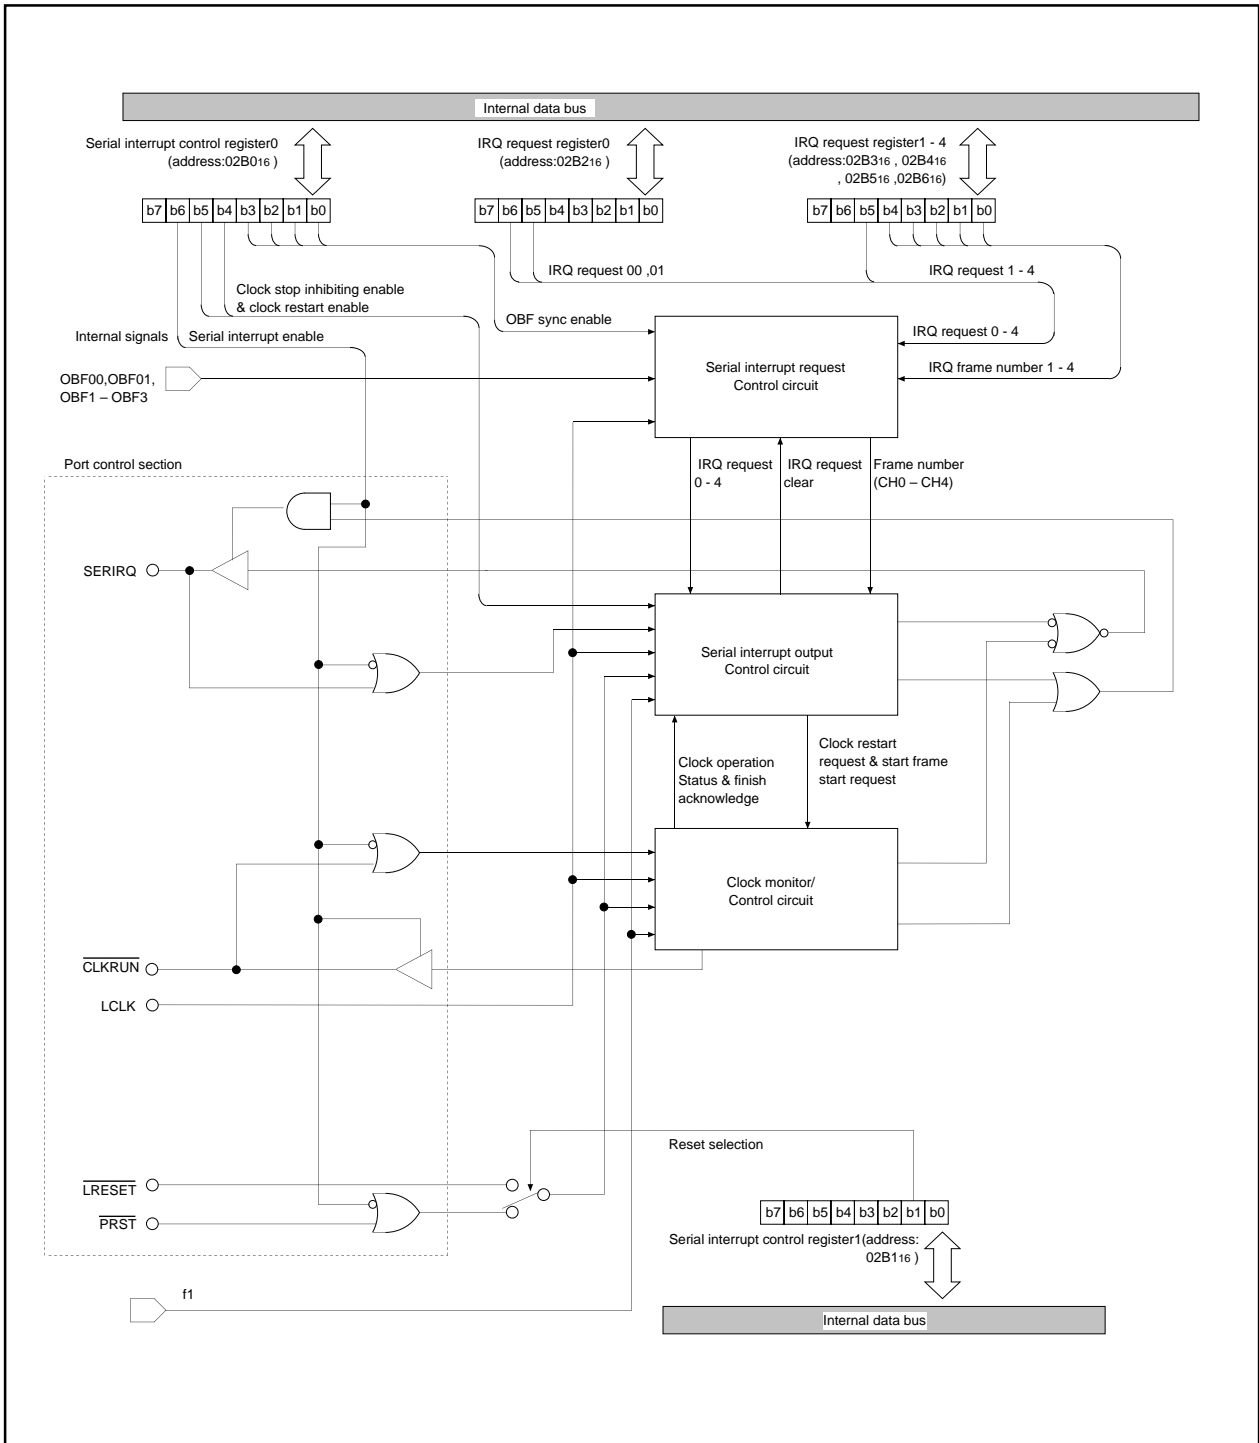 Internal data bus
Serial interrupt control register0
(address:02B016 )
IRQ request register0
(address:02B216 )
IRQ request register1 - 4
(address:02B316 , 02B416
, 02B516 ,02B616)
b7 b6 b5 b4 b3 b2 b1 b0
b7 b6 b5 b4 b3 b2 b1 b0
b7 b6 b5 b4 b3 b2 b1 b0
IRQ request 00 ,01
IRQ request 1 - 4
Clock stop inhibiting enable
& clock restart enable
OBF sync enable
Internal signals
Serial interrupt enable
IRQ request 0 - 4
Serial interrupt request
Control circuit
IRQ frame number 1 - 4
OBF00,OBF01,
OBF1 – OBF3
Port control section
IRQ request
0 - 4
IRQ request
clear
Frame number
(CH0 – CH4)
SERIRQ
Serial interrupt output
Control circuit
Clock operation
Status & finish
acknowledge
Clock restart
request & start frame
start request
Clock monitor/
Control circuit
CLKRUN
LCLK
Reset selection
LRESET
PRST
b7 b6 b5 b4 b3 b2 b1 b0
Serial interrupt control register1(address:
02B116 )
f1
Internal data bus